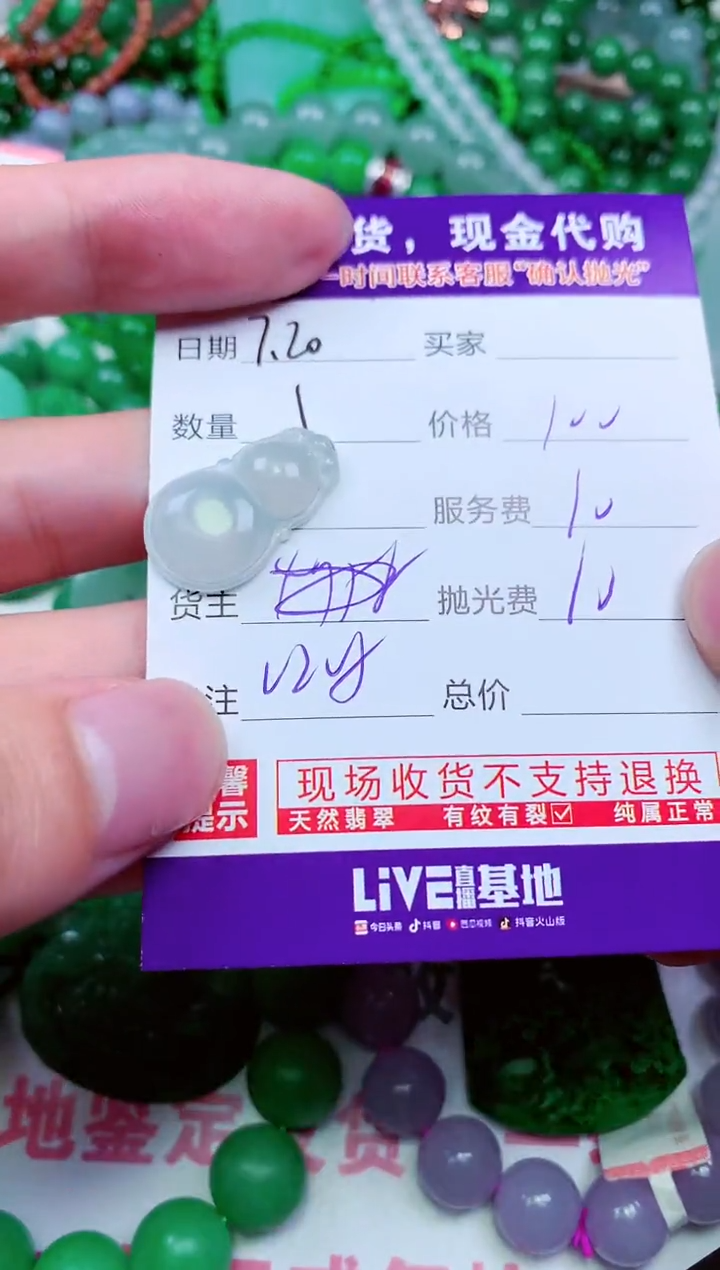 货，现金代购
一时间联系客服“确认抛光”
日期 7.20 买家
数量 1 价格 100
服务费 10
货主 抛光费 10
注 总价
馨 现场收货不支持退换
提示 天然翡翠 有纹有裂☑ 纯属正常
LiVE直播基地
今日头条 抖音 西瓜视频 抖音火山版
地鉴定
货